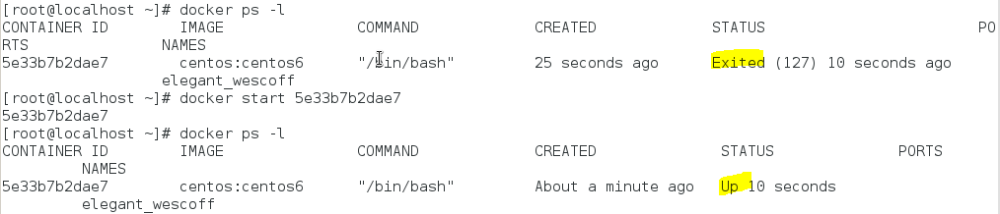 [root@localhost ~]# docker ps -l
CONTAINER ID        IMAGE               COMMAND             CREATED             STATUS                        PO
RTS               NAMES
5e33b7b2dae7        centos:centos6      "/bin/bash"         25 seconds ago      Exited (127) 10 seconds ago
                  elegant_wescoff
[root@localhost ~]# docker start 5e33b7b2dae7
5e33b7b2dae7
[root@localhost ~]# docker ps -l
CONTAINER ID        IMAGE               COMMAND             CREATED              STATUS              PORTS
         NAMES
5e33b7b2dae7        centos:centos6      "/bin/bash"         About a minute ago   Up 10 seconds
         elegant_wescoff